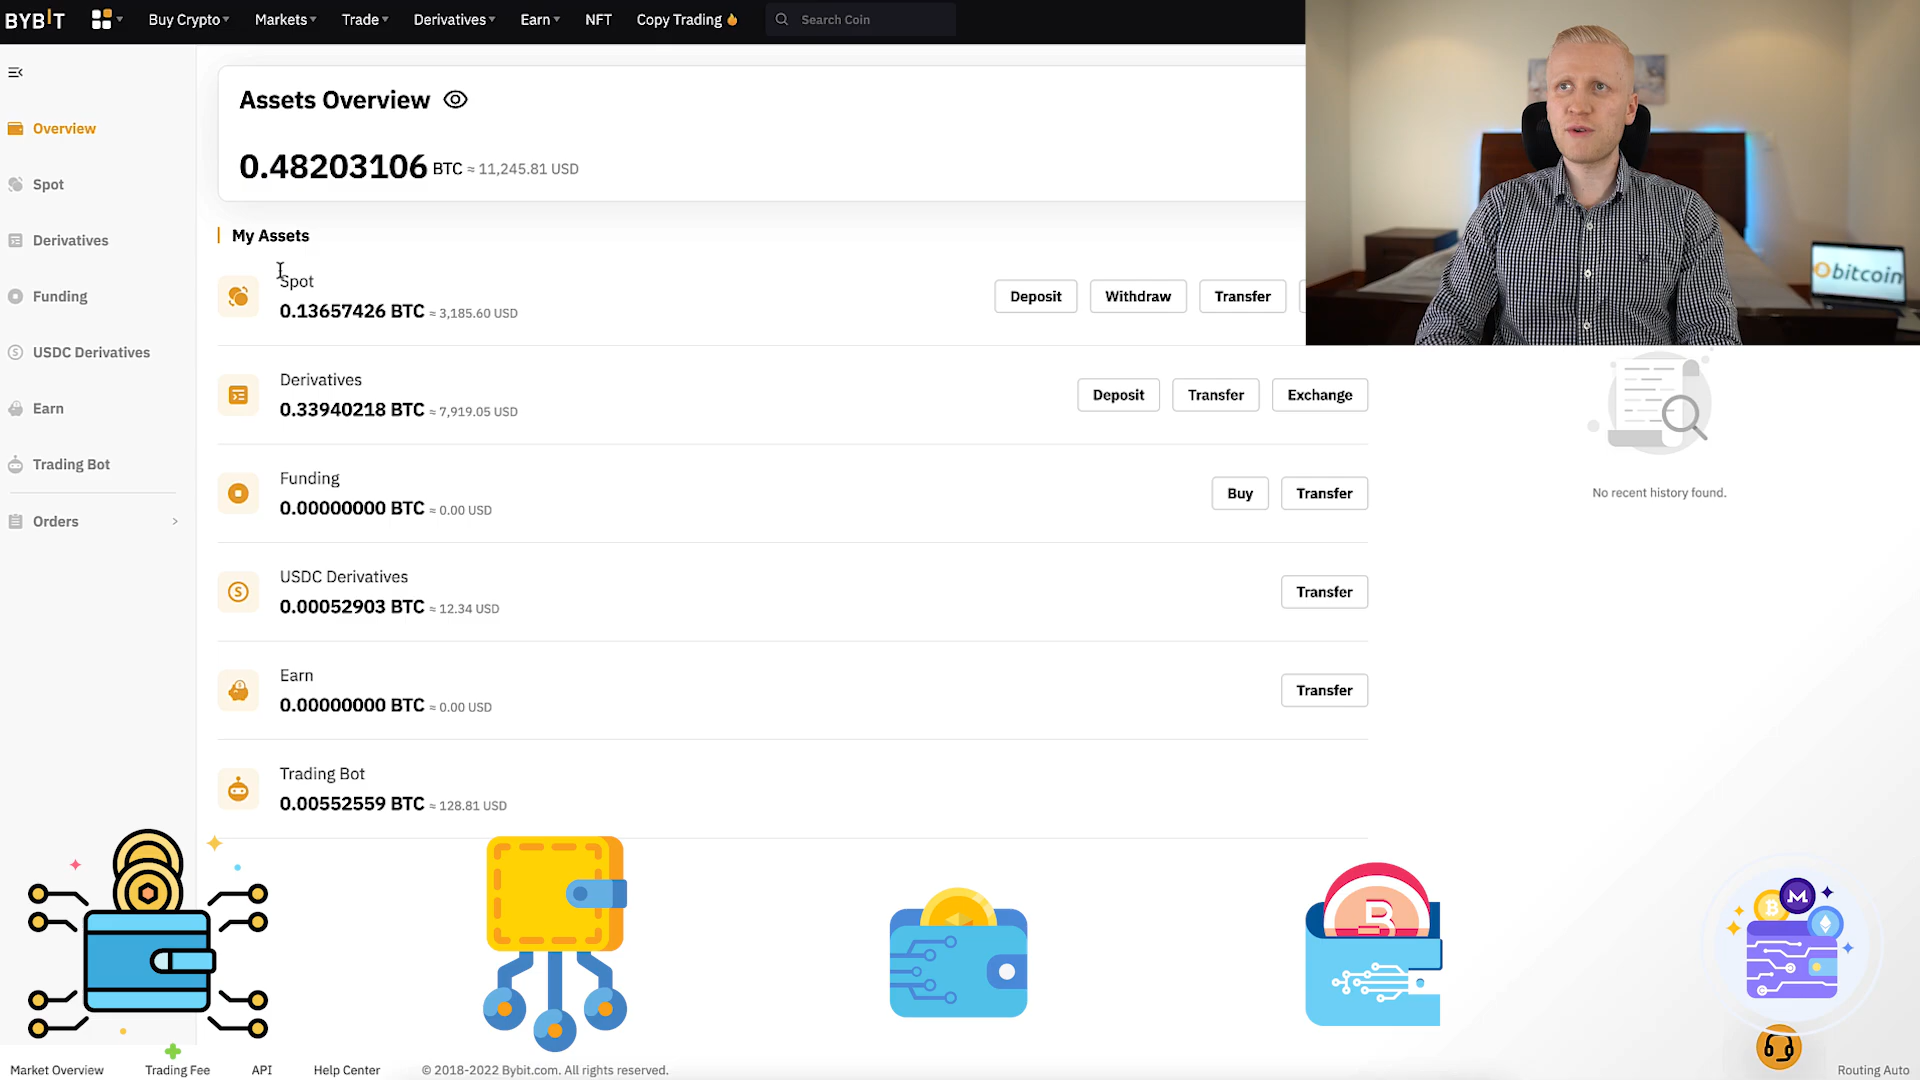 BYBIT Buy Crypto Markets Trade Derivatives Earn NFT Copy Trading Search Coin
Overview
Spot
Derivatives
Funding
USDC Derivatives
Earn
Trading Bot
Orders
Assets Overview
0.48203106 BTC ≈ 11,245.81 USD
My Assets
Spot
0.13657426 BTC ≈ 3,185.60 USD
Deposit Withdraw Transfer
Derivatives
0.33940218 BTC ≈ 7,919.05 USD
Deposit Transfer Exchange
Funding
0.00000000 BTC ≈ 0.00 USD
Buy Transfer
USDC Derivatives
0.00052903 BTC ≈ 12.34 USD
Transfer
Earn
0.00000000 BTC ≈ 0.00 USD
Transfer
Trading Bot
0.00552559 BTC ≈ 128.81 USD
bitcoin
No recent history found.
Market Overview Trading Fee API Help Center © 2018-2022 Bybit.com. All rights reserved. Routing Auto